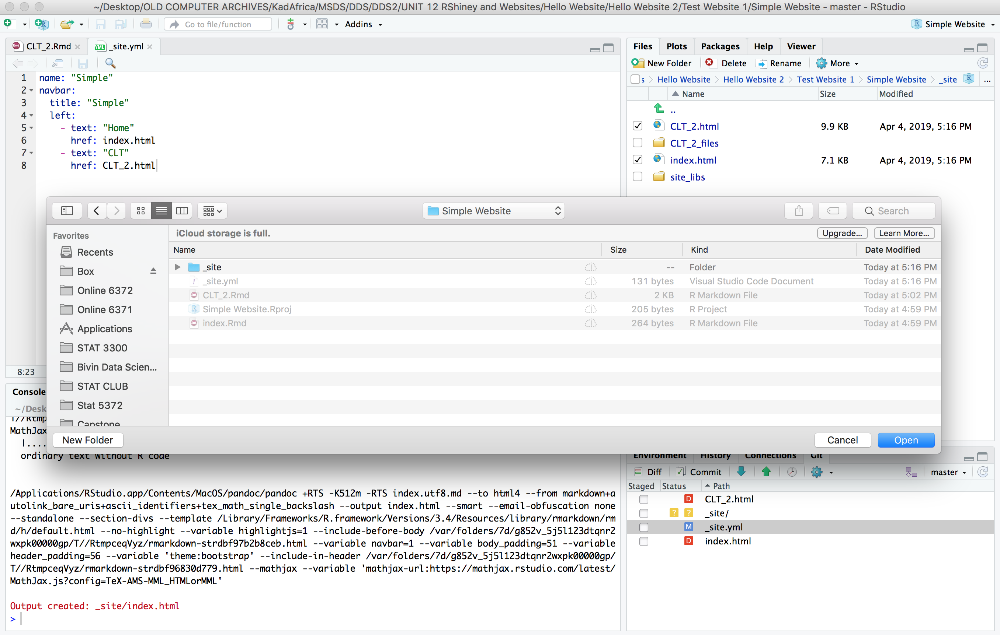 ~/Desktop/OLD COMPUTER ARCHIVES/KadAfrica/MSDS/DDS/DDS2/UNIT 12 RShiney and Websites/Hello Website/Hello Website 2/Test Website 1/Simple Website - master - RStudio
Go to file/function
Addins
Simple Website
CLT_2.Rmd
_site.yml
1 name: "Simple"
2 navbar:
3 title: "Simple"
4 left:
5 - text: "Home"
6 href: index.html
7 - text: "CLT"
8 href: CLT_2.html
8:23
Files Plots Packages Help Viewer
New Folder Delete Rename More
s > Hello Website > Hello Website 2 > Test Website 1 > Simple Website > _site ...
Name Size Modified
..
CLT_2.html 9.9 KB Apr 4, 2019, 5:16 PM
CLT_2_files
index.html 7.1 KB Apr 4, 2019, 5:16 PM
site_libs
Simple Website
Search
Favorites
Recents
Box
Online 6372
Online 6371
Applications
STAT 3300
Bivin Data Scien...
STAT CLUB
Stat 5372
Capstone
iCloud storage is full.
Upgrade... Learn More...
Name Size Kind Date Modified
_site -- Folder Today at 5:16 PM
_site.yml 131 bytes Visual Studio Code Document Today at 5:16 PM
CLT_2.Rmd 2 KB R Markdown File Today at 5:02 PM
Simple Website.Rproj 205 bytes R Project Today at 4:59 PM
index.Rmd 264 bytes R Markdown File Today at 4:59 PM
New Folder Cancel Open
Console
~/Desk
T//Rtmp
MathJax
|....
ordinary text without R code
/Applications/RStudio.app/Contents/MacOS/pandoc/pandoc +RTS -K512m -RTS index.utf8.md --to html4 --from markdown+a
utolink_bare_uris+ascii_identifiers+tex_math_single_backslash --output index.html --smart --email-obfuscation none
--standalone --section-divs --template /Library/Frameworks/R.framework/Versions/3.4/Resources/library/rmarkdown/rm
d/h/default.html --no-highlight --variable highlightjs=1 --include-before-body /var/folders/7d/g852v_5j5l123dtqnr2
wxpk00000gp/T//RtmpceqVyz/rmarkdown-strdbf97b2b8ceb.html --variable navbar=1 --variable body_padding=51 --variable
header_padding=56 --variable 'theme:bootstrap' --include-in-header /var/folders/7d/g852v_5j5l123dtqnr2wxpk00000gp/
T//RtmpceqVyz/rmarkdown-strdbf96830d779.html --mathjax --variable 'mathjax-url:https://mathjax.rstudio.com/latest/
MathJax.js?config=TeX-AMS-MML_HTMLorMML'
Output created: _site/index.html
>
Environment History Connections Git
Diff Commit master
Staged Status Path
D CLT_2.html
? ? _site/
M _site.yml
D index.html